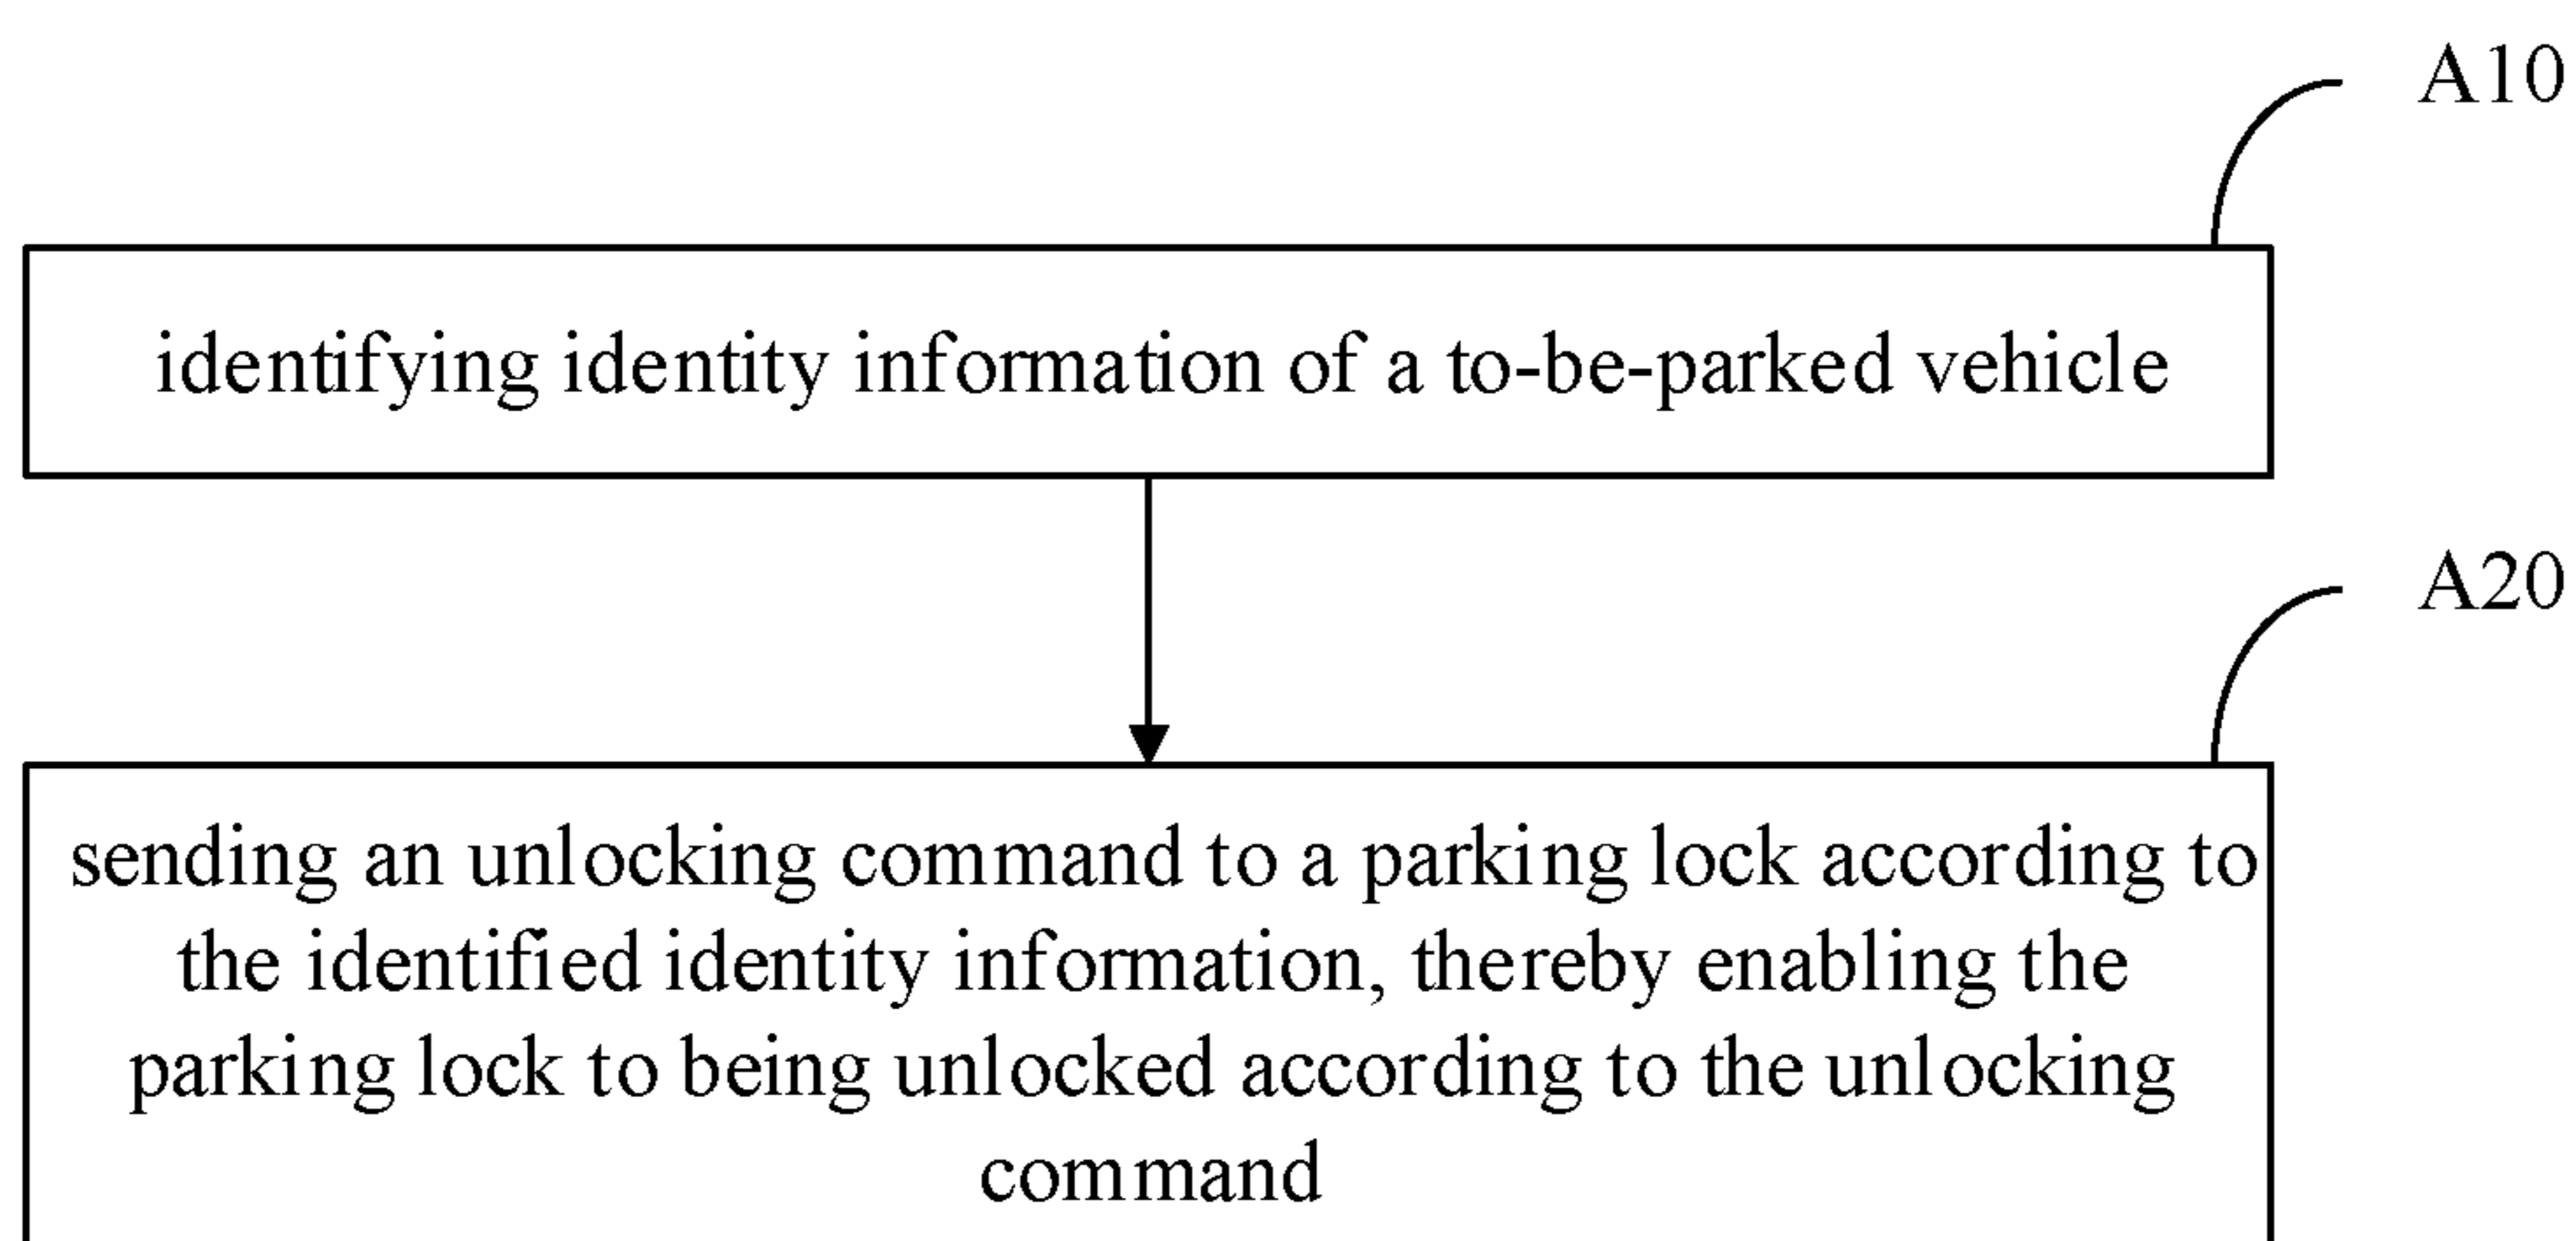 A10
identifying identity information of a to-be-parked vehicle
A20
sending an unlocking command to a parking lock according to
the identified identity information, thereby enabling the
parking lock to being unlocked according to the unlocking
command